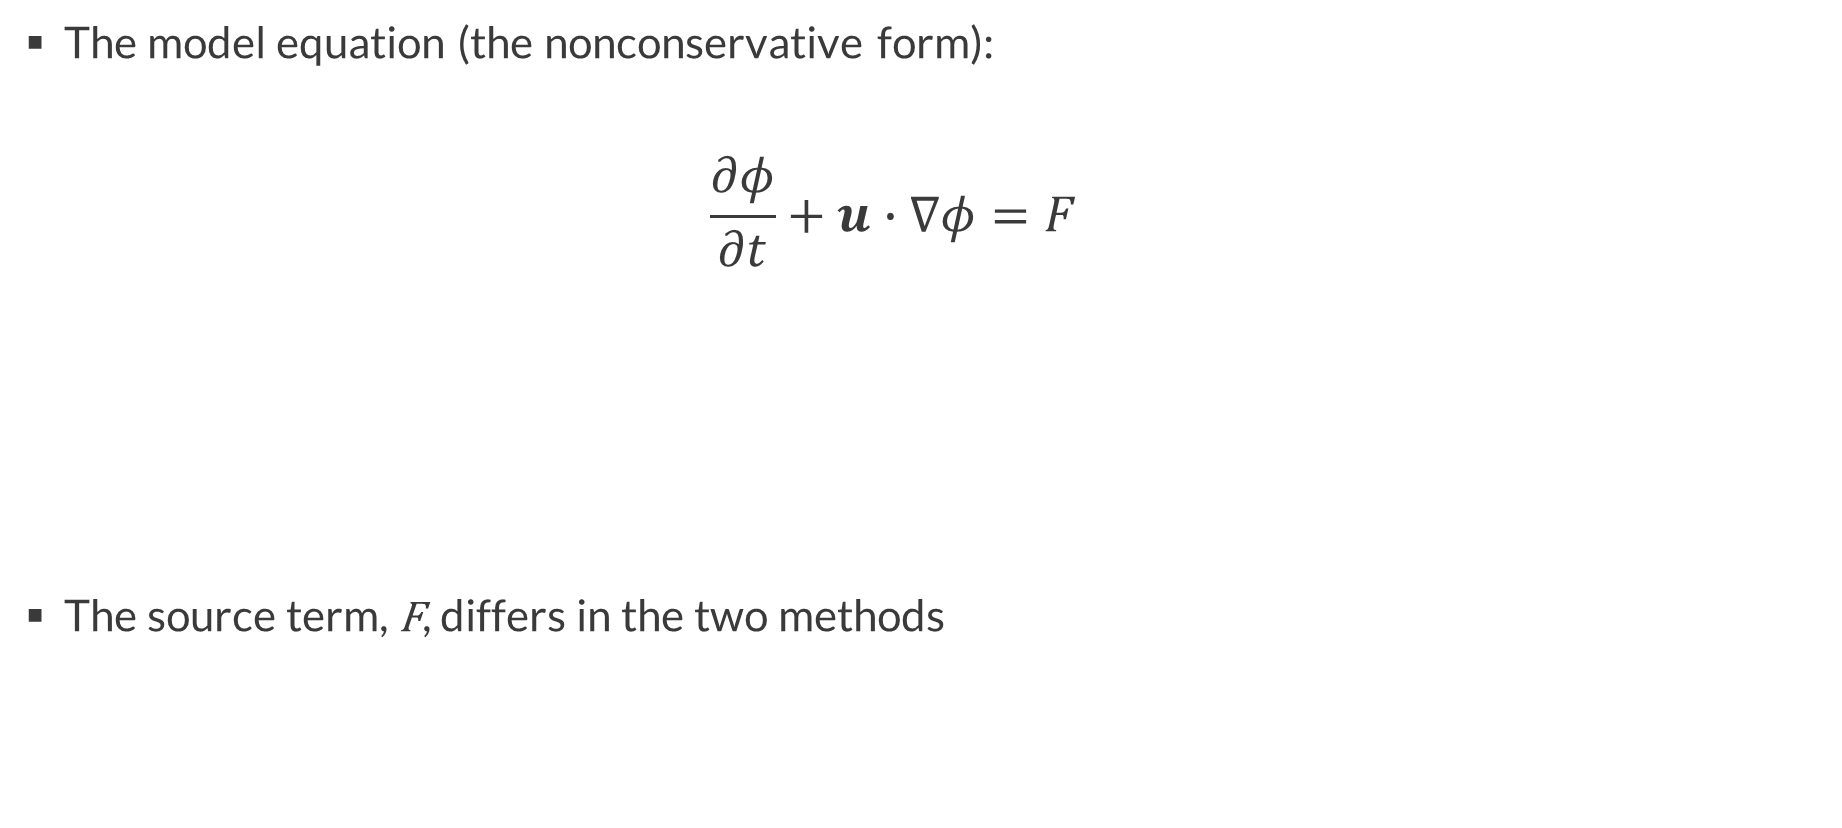 ▪ The model equation (the nonconservative form):
∂ϕ/∂t + u · ∇ϕ = F
▪ The source term, F, differs in the two methods